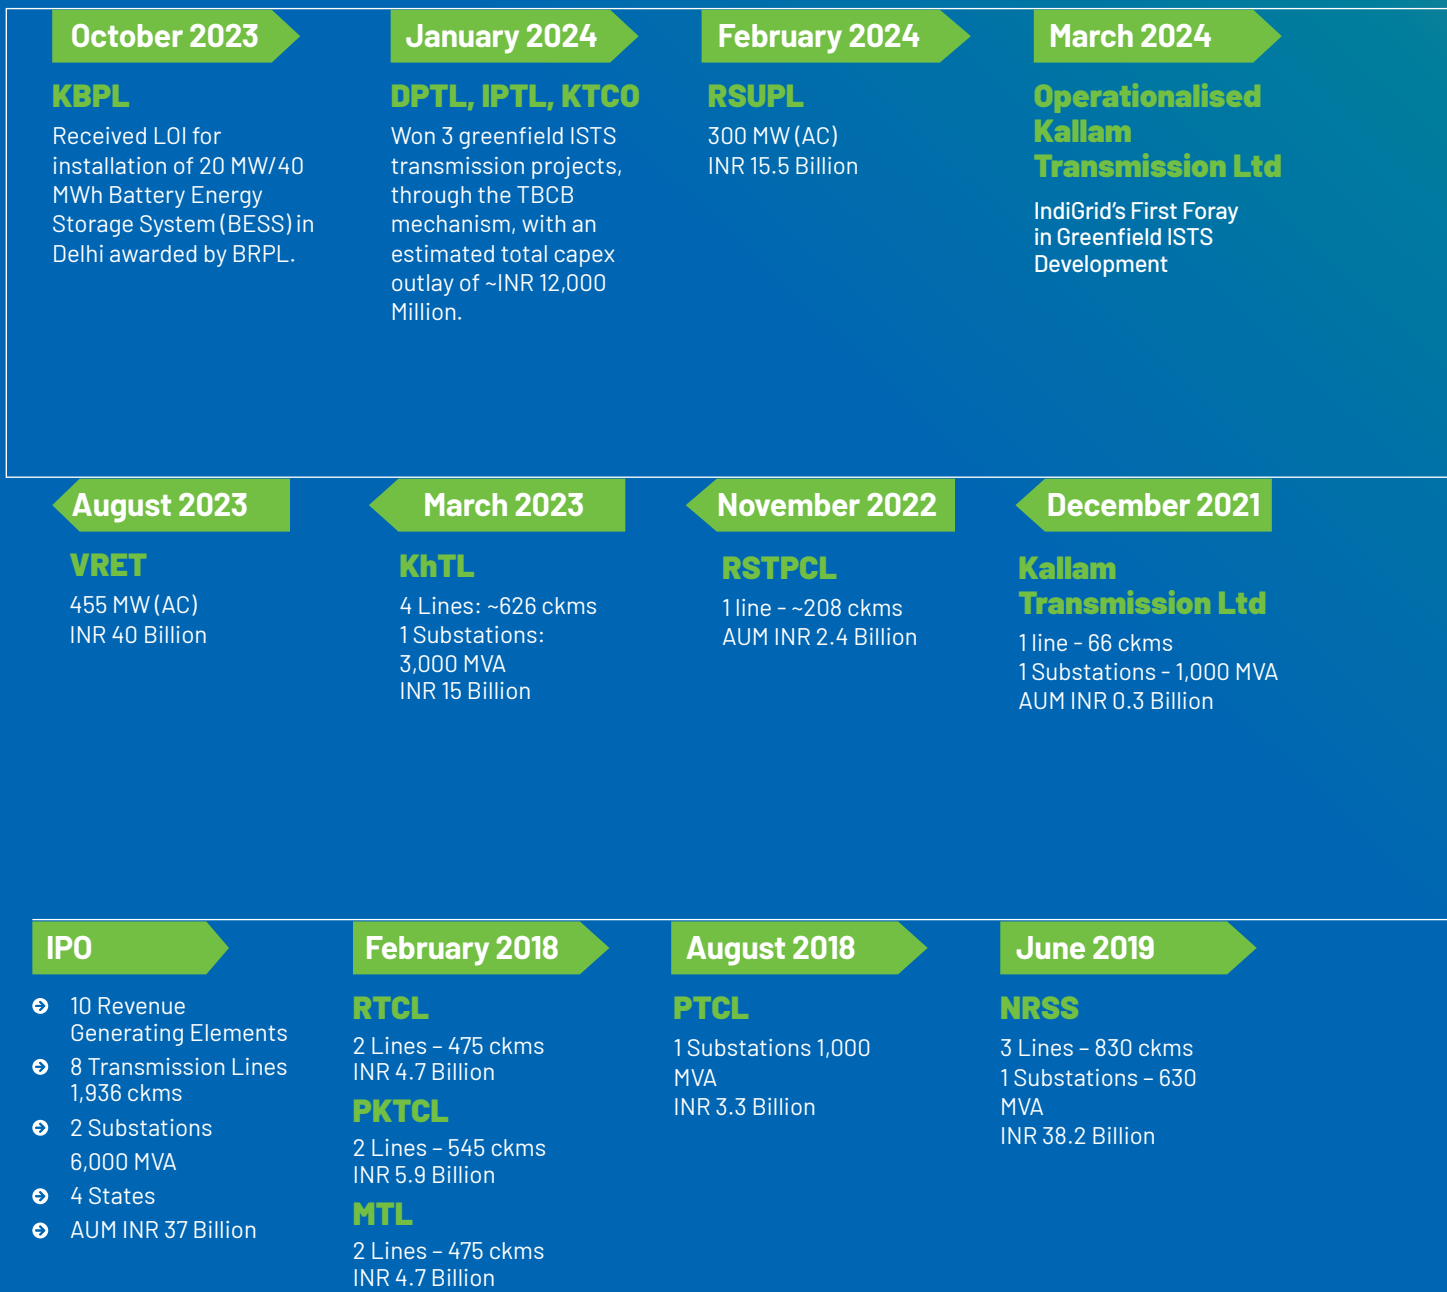 October 2023
KBPL
Received LOI for
installation of 20 MW/40
MWh Battery Energy
Storage System (BESS) in
Delhi awarded by BRPL.
January 2024
DPTL, IPTL, KTCO
Won 3 greenfield ISTS
transmission projects,
through the TBCB
mechanism, with an
estimated total capex
outlay of ~INR 12,000
Million.
February 2024
RSUPL
300 MW (AC)
INR 15.5 Billion
March 2024
Operationalised
Kallam
Transmission Ltd
IndiGrid's First Foray
in Greenfield ISTS
Development
August 2023
VRET
455 MW (AC)
INR 40 Billion
March 2023
KhTL
4 Lines: ~626 ckms
1 Substations:
3,000 MVA
INR 15 Billion
November 2022
RSTPCL
1 line - ~208 ckms
AUM INR 2.4 Billion
December 2021
Kallam
Transmission Ltd
1 line - 66 ckms
1 Substations - 1,000 MVA
AUM INR 0.3 Billion
IPO
10 Revenue
Generating Elements
8 Transmission Lines
1,936 ckms
2 Substations
6,000 MVA
4 States
AUM INR 37 Billion
February 2018
RTCL
2 Lines – 475 ckms
INR 4.7 Billion
PKTCL
2 Lines – 545 ckms
INR 5.9 Billion
MTL
2 Lines – 475 ckms
INR 4.7 Billion
August 2018
PTCL
1 Substations 1,000
MVA
INR 3.3 Billion
June 2019
NRSS
3 Lines – 830 ckms
1 Substations – 630
MVA
INR 38.2 Billion